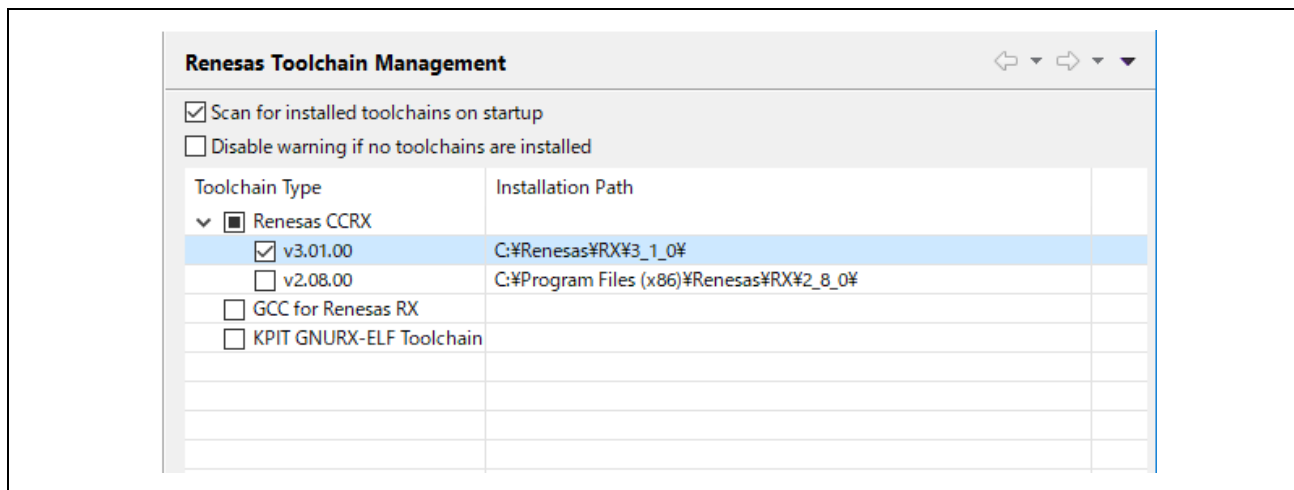 Renesas Toolchain Management
Scan for installed toolchains on startup
Disable warning if no toolchains are installed
Toolchain Type Installation Path
Renesas CCRX
v3.01.00 C:¥Renesas¥RX¥3_1_0¥
v2.08.00 C:¥Program Files (x86)¥Renesas¥RX¥2_8_0¥
GCC for Renesas RX
KPIT GNURX-ELF Toolchain